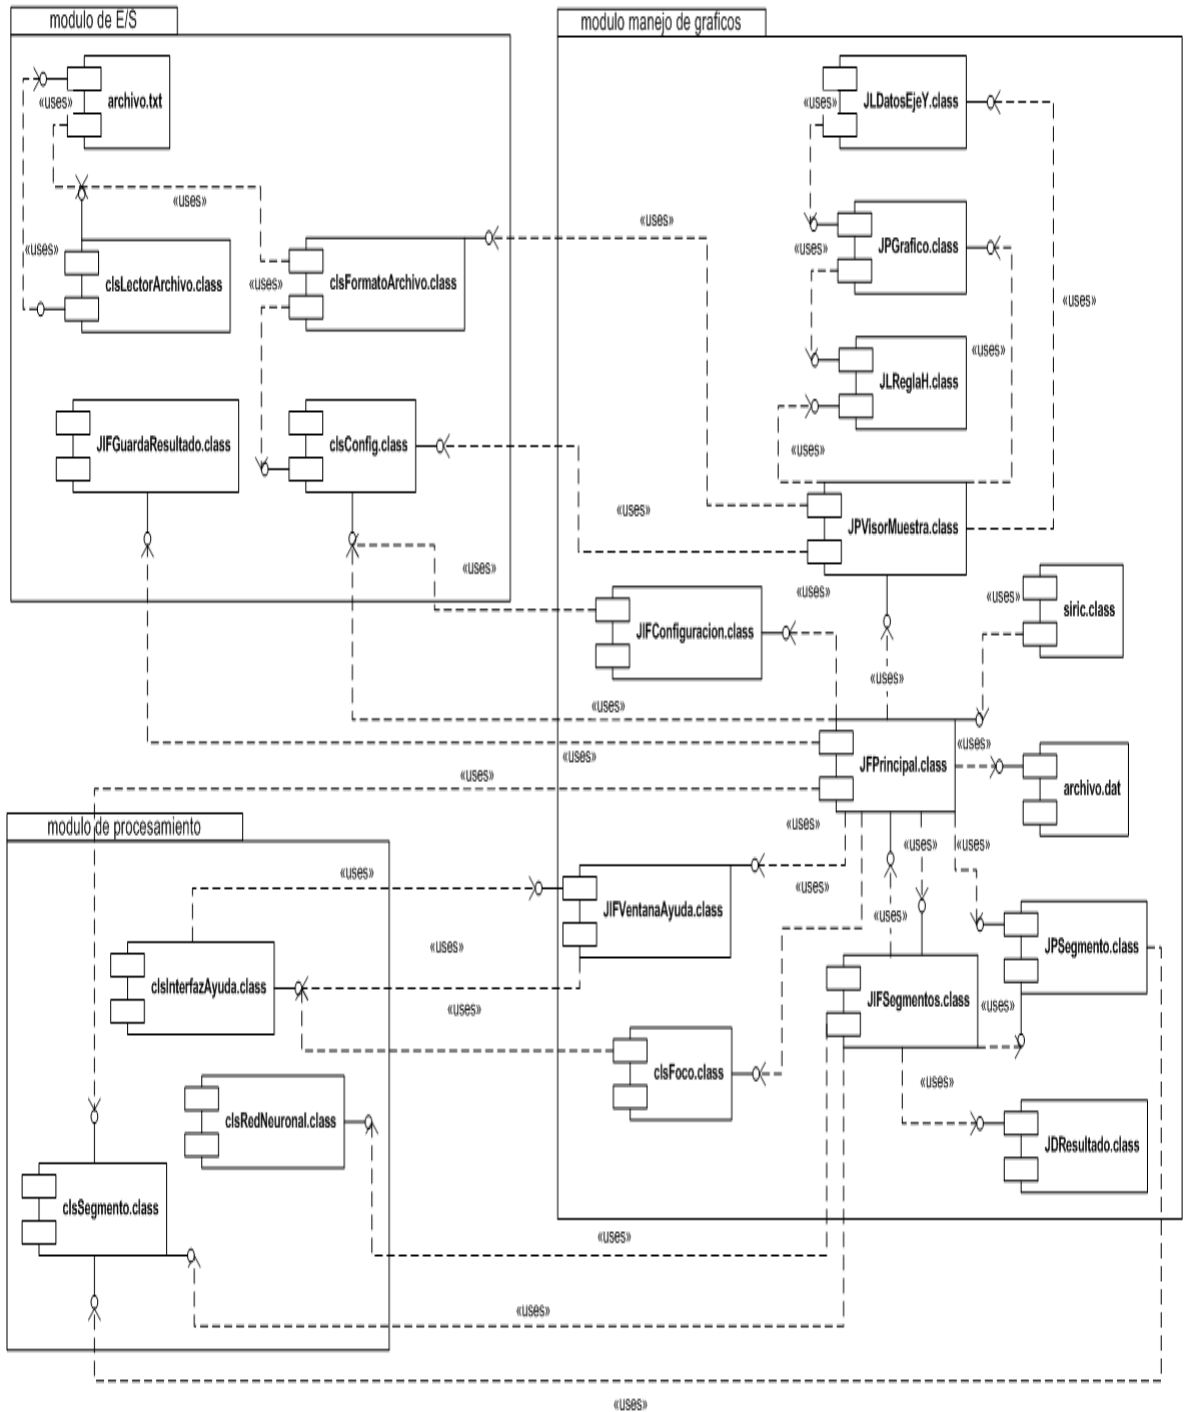 modulo de E/S
archivo.txt
«uses»
«uses»
«uses»
clsLectorArchivo.class
«uses»
clsFormatoArchivo.class
JIFGuardaResultado.class
clsConfig.class
«uses»
modulo manejo de graficos
JLDatosEjeY.class
«uses»
«uses»
JPGrafico.class
«uses»
«uses»
«uses»
JLReglaH.class
«uses»
«uses»
JPVisorMuestra.class
«uses»
«uses»
siric.class
«uses»
JIFConfiguracion.class
«uses»
«uses»
JFPrincipal.class
«uses»
«uses»
«uses»
archivo.dat
«uses»
«uses»
«uses»
modulo de procesamiento
«uses»
«uses»
JIFVentanaAyuda.class
«uses»
«uses»
JPSegmento.class
clsInterfazAyuda.class
«uses»
JIFSegmentos.class
«uses»
clsFoco.class
«uses»
clsRedNeuronal.class
JDResultado.class
clsSegmento.class
«uses»
«uses»
«uses»